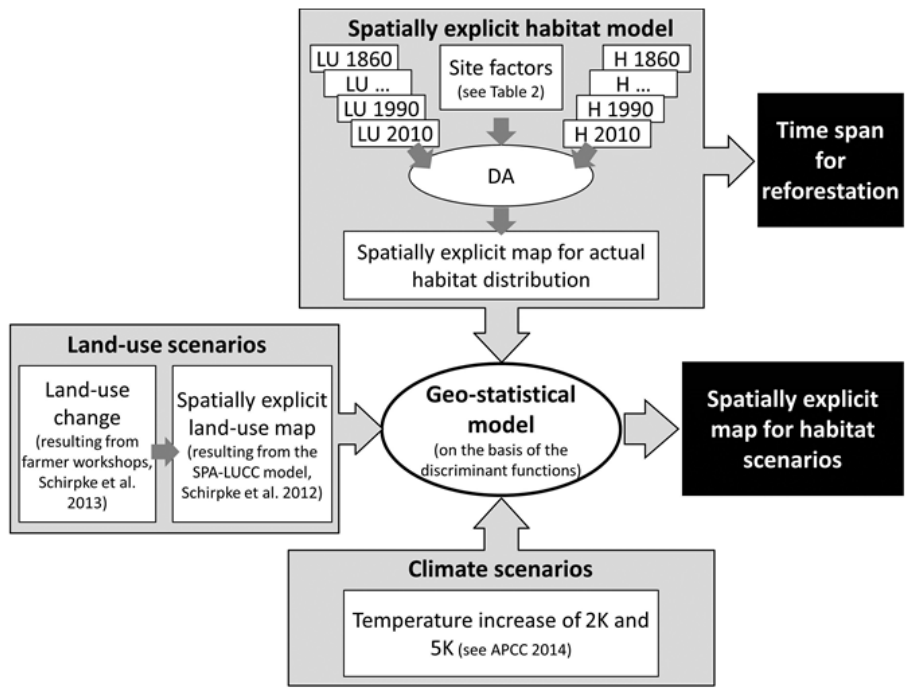 Spatially explicit habitat model
LU 1860
LU ...
LU 1990
LU 2010
Site factors
(see Table 2)
H 1860
H ...
H 1990
H 2010
DA
Spatially explicit map for actual
habitat distribution
Time span
for
reforestation
Land-use scenarios
Land-use
change
(resulting from
farmer workshops,
Schirpke et al.
2013)
Spatially explicit
land-use map
(resulting from the
SPA-LUCC model,
Schirpke et al. 2012)
Geo-statistical
model
(on the basis of the
discriminant functions)
Spatially explicit
map for habitat
scenarios
Climate scenarios
Temperature increase of 2K and
5K (see APCC 2014)